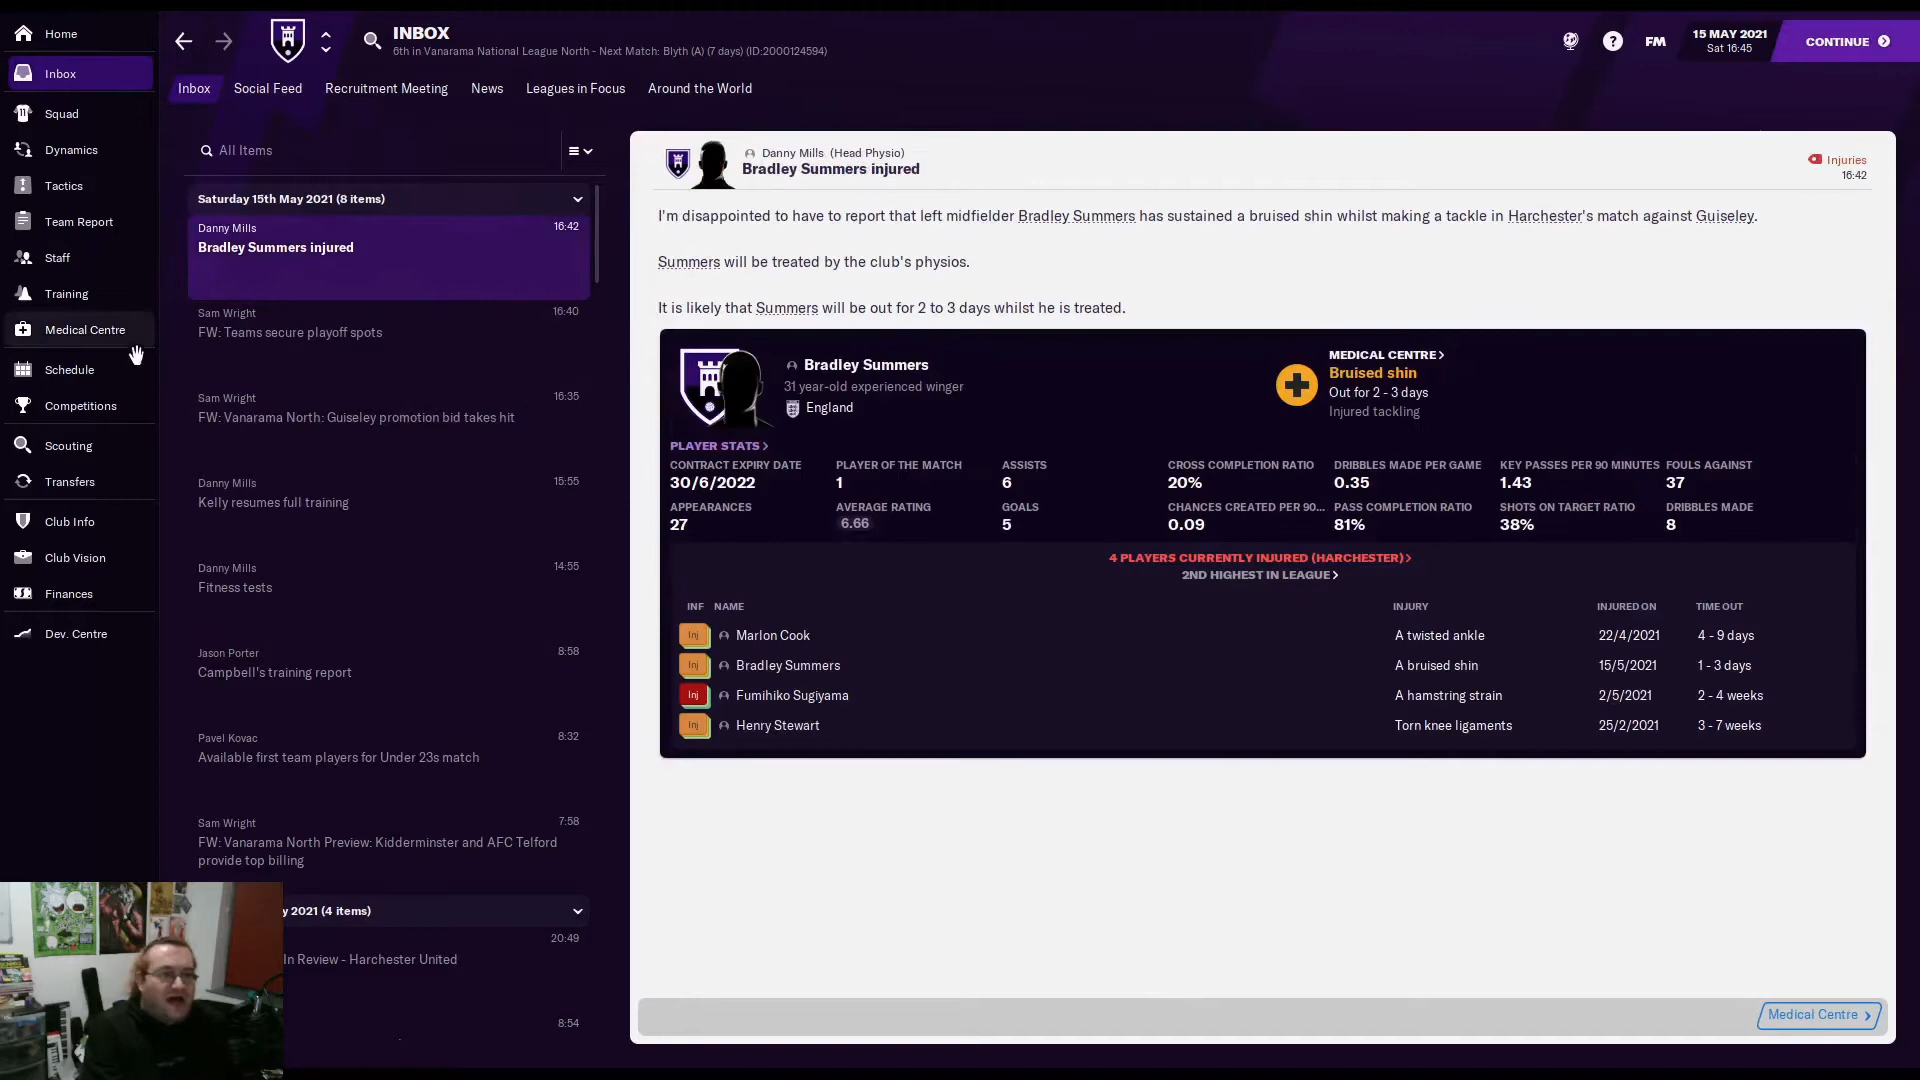 Home
Inbox
Squad
Dynamics
Tactics
Team Report
Staff
Training
Medical Centre
Schedule
Competitions
Scouting
Transfers
Club Info
Club Vision
Finances
Dev. Centre
INBOX
6th in Vanarama National League North - Next Match: Blyth (A) (7 days) (ID:2000124594)
FM
15 MAY 2021
Sat 16:45
CONTINUE
Inbox Social Feed Recruitment Meeting News Leagues in Focus Around the World
All Items
Saturday 15th May 2021 (8 items)
Danny Mills 16:42
Bradley Summers injured
Sam Wright 16:40
FW: Teams secure playoff spots
Sam Wright 16:35
FW: Vanarama North: Guiseley promotion bid takes hit
Danny Mills 15:55
Kelly resumes full training
Danny Mills 14:55
Fitness tests
Jason Porter 8:58
Campbell's training report
Pavel Kovac 8:32
Available first team players for Under 23s match
Sam Wright 7:58
FW: Vanarama North Preview: Kidderminster and AFC Telford
provide top billing
y 2021 (4 items)
20:49
In Review - Harchester United
8:54
Danny Mills (Head Physio)
Bradley Summers injured
Injuries
16:42
I'm disappointed to have to report that left midfielder Bradley Summers has sustained a bruised shin whilst making a tackle in Harchester's match against Guiseley.
Summers will be treated by the club's physios.
It is likely that Summers will be out for 2 to 3 days whilst he is treated.
Bradley Summers
31 year-old experienced winger
England
MEDICAL CENTRE
Bruised shin
Out for 2 - 3 days
Injured tackling
PLAYER STATS
CONTRACT EXPIRY DATE PLAYER OF THE MATCH ASSISTS CROSS COMPLETION RATIO DRIBBLES MADE PER GAME KEY PASSES PER 90 MINUTES FOULS AGAINST
30/6/2022 1 6 20% 0.35 1.43 37
APPEARANCES AVERAGE RATING GOALS CHANCES CREATED PER 90... PASS COMPLETION RATIO SHOTS ON TARGET RATIO DRIBBLES MADE
27 6.66 5 0.09 81% 38% 8
4 PLAYERS CURRENTLY INJURED (HARCHESTER)
2ND HIGHEST IN LEAGUE
INF NAME INJURY INJURED ON TIME OUT
Inj Marlon Cook A twisted ankle 22/4/2021 4 - 9 days
Inj Bradley Summers A bruised shin 15/5/2021 1 - 3 days
Inj Fumihiko Sugiyama A hamstring strain 2/5/2021 2 - 4 weeks
Inj Henry Stewart Torn knee ligaments 25/2/2021 3 - 7 weeks
Medical Centre